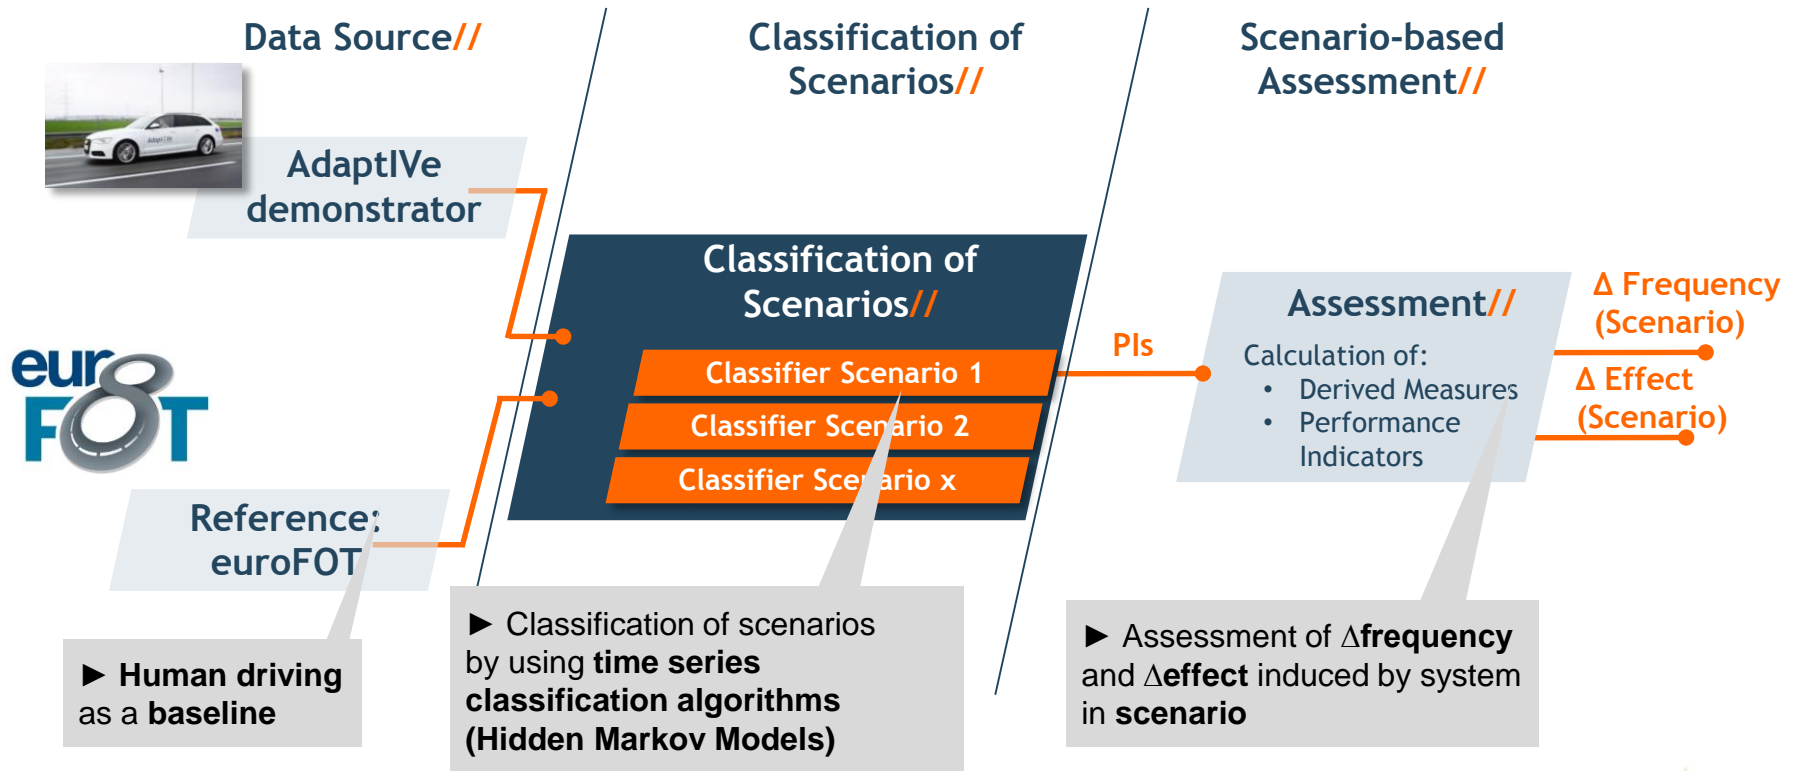 Data Source//
Classification of
Scenarios//
Scenario-based
Assessment//
AdaptIVe
AdaptIVe
demonstrator
euro
FOT
Reference:
euroFOT
► Human driving
as a baseline
Classification of
Scenarios//
Classifier Scenario 1
Classifier Scenario 2
Classifier Scenario x
► Classification of scenarios
by using time series
classification algorithms
(Hidden Markov Models)
PIs
Assessment//
Calculation of:
• Derived Measures
• Performance
Indicators
Δ Frequency
(Scenario)
Δ Effect
(Scenario)
► Assessment of Δfrequency
and Δeffect induced by system
in scenario